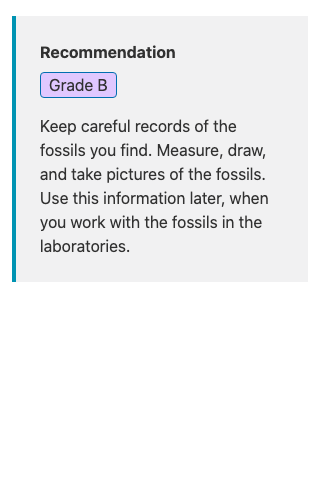 Recommendation
Grade B
Keep careful records of the
fossils you find. Measure, draw,
and take pictures of the fossils.
Use this information later, when
you work with the fossils in the
laboratories.